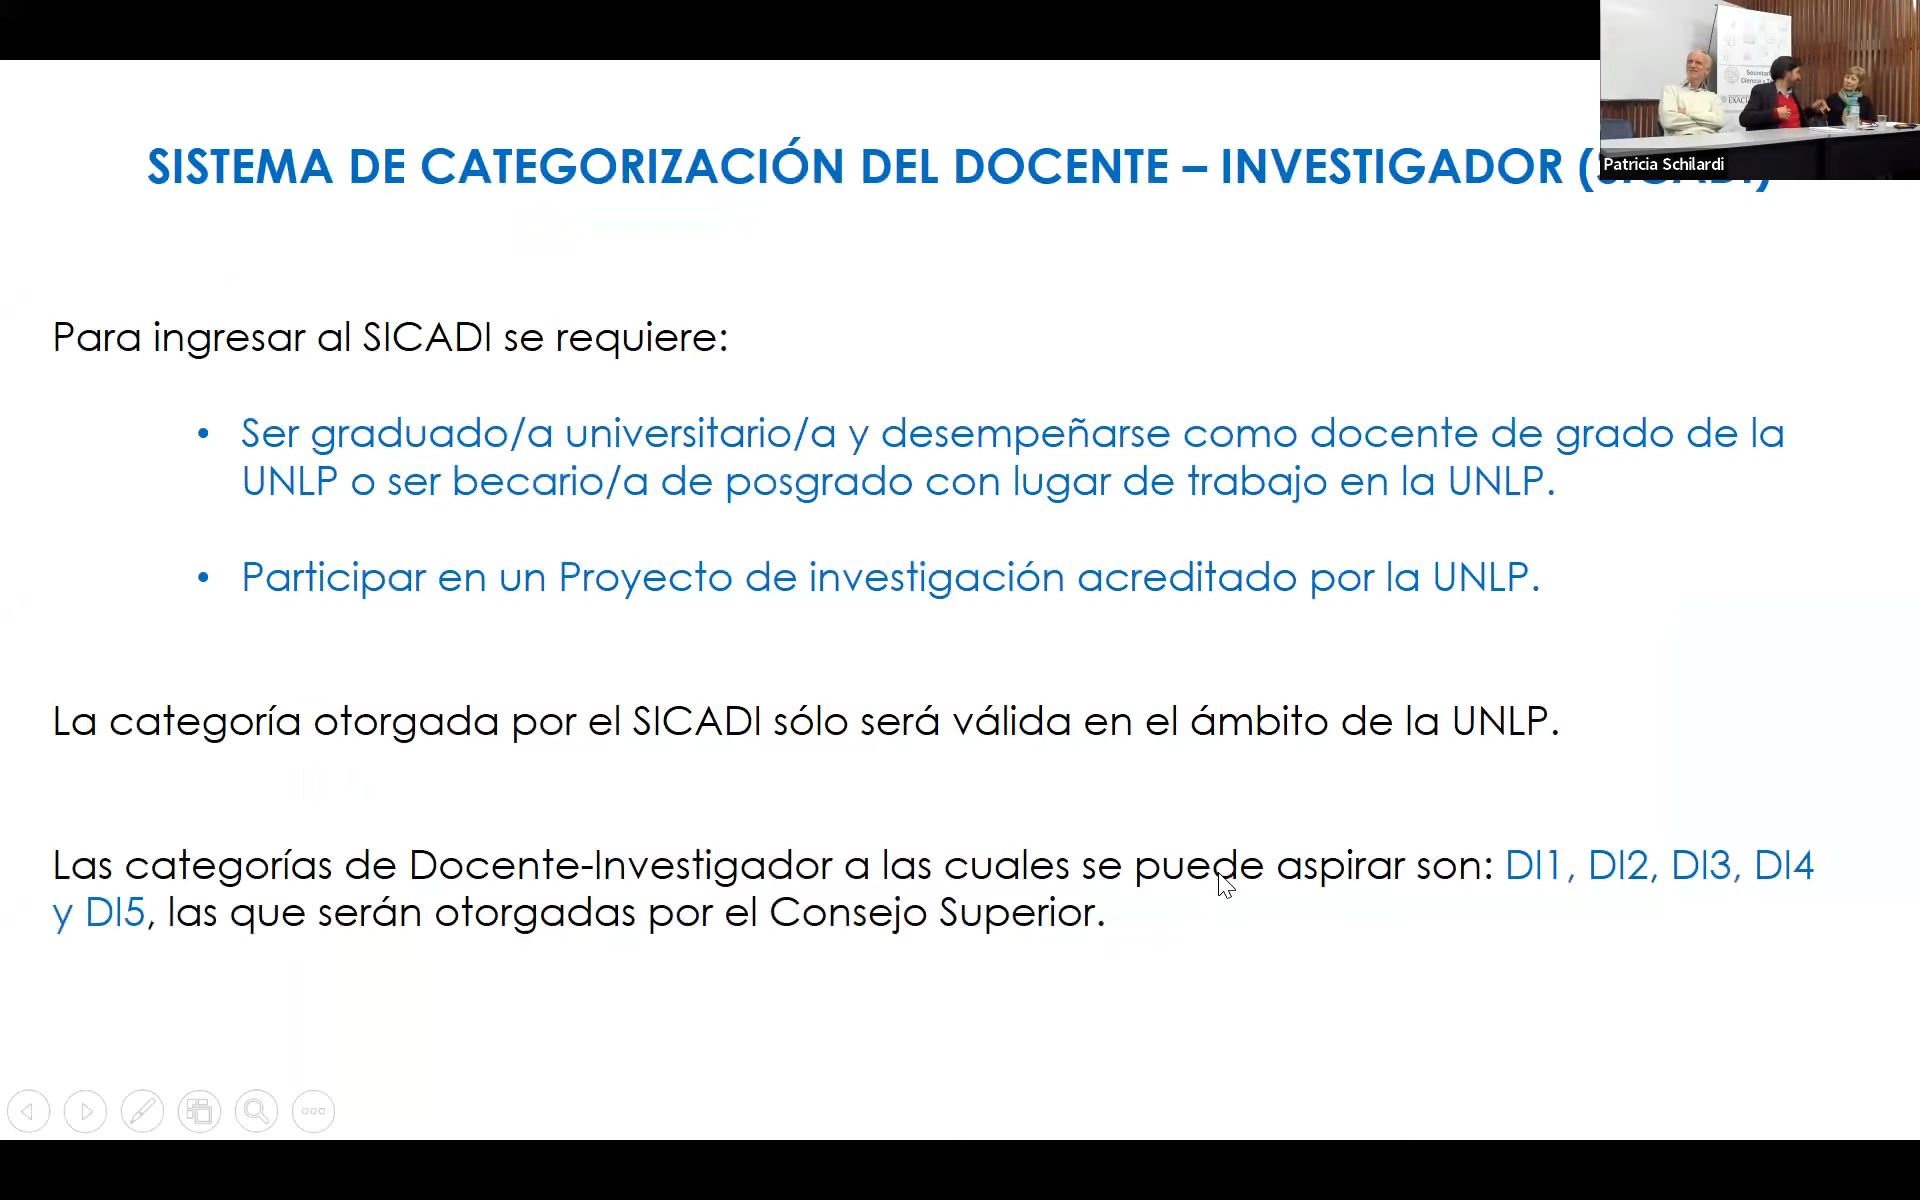 SISTEMA DE CATEGORIZACIÓN DEL DOCENTE – INVESTIGADOR
Patricia Schilardi
Para ingresar al SICADI se requiere:
• Ser graduado/a universitario/a y desempeñarse como docente de grado de la
UNLP o ser becario/a de posgrado con lugar de trabajo en la UNLP.
• Participar en un Proyecto de investigación acreditado por la UNLP.
La categoría otorgada por el SICADI sólo será válida en el ámbito de la UNLP.
Las categorías de Docente-Investigador a las cuales se puede aspirar son: DI1, DI2, DI3, DI4
y DI5, las que serán otorgadas por el Consejo Superior.